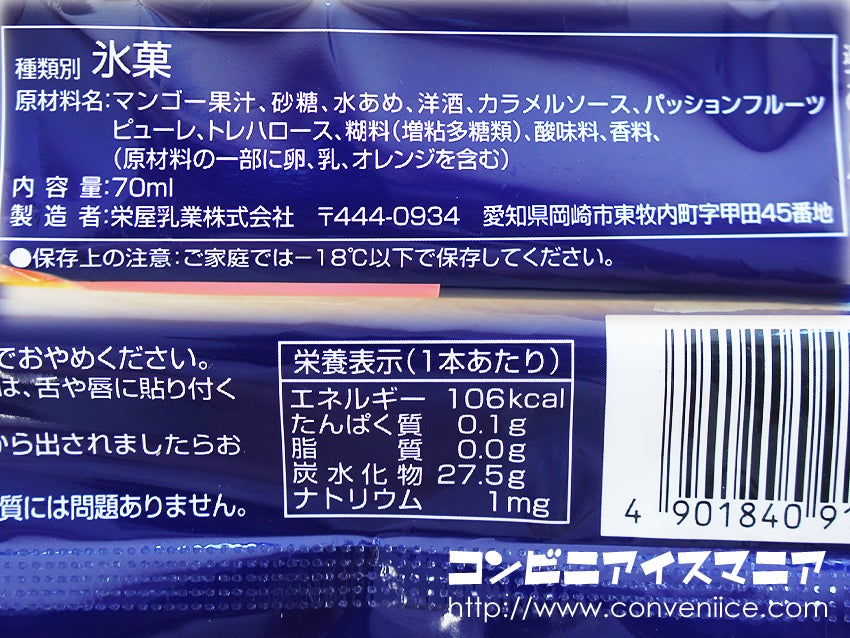 種類別 氷菓
原材料名:マンゴー果汁、砂糖、水あめ、洋酒、カラメルソース、パッションフルーツ
ピューレ、トレハロース、糊料(増粘多糖類)、酸味料、香料、
(原材料の一部に卵、乳、オレンジを含む)
内容量:70ml
製造者:栄屋乳業株式会社 〒444-0934 愛知県岡崎市東牧内町字甲田45番地
●保存上の注意:ご家庭では−18℃以下で保存してください。
でおやめください。
は、舌や唇に貼り付く
から出されましたらお
質には問題ありません。
栄養表示(1本あたり)
エネルギー 106kcal
たんぱく質 0.1g
脂質 0.0g
炭水化物 27.5g
ナトリウム 1mg
4 901840 9
コンビニアイスマニア
http://www.conveniice.com/